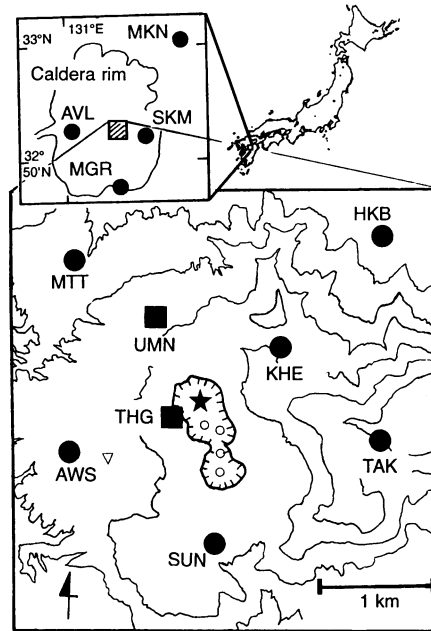 131°E
MKN
33°N
Caldera rim
AVL
SKM
32°
50'N
MGR
HKB
MTT
UMN
KHE
THG
AWS
TAK
SUN
1 km